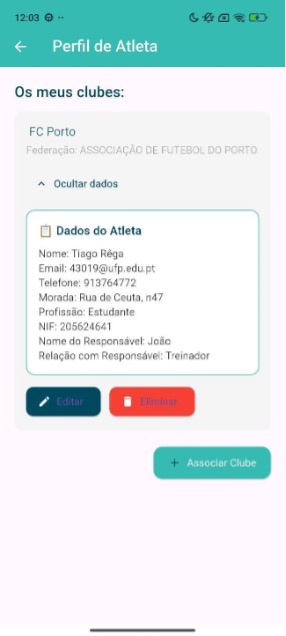 12:03
Perfil de Atleta
Os meus clubes:
FC Porto
Federação: ASSOCIAÇÃO DE FUTEBOL DO PORTO
Ocultar dados
Dados do Atleta
Nome: Tiago Rêga
Email: 43019@ufp.edu.pt
Telefone: 913764772
Morada: Rua de Ceuta, n47
Profissão: Estudante
NIF: 205624641
Nome do Responsável: João
Relação com Responsável: Treinador
Editar
Eliminar
+ Associar Clube